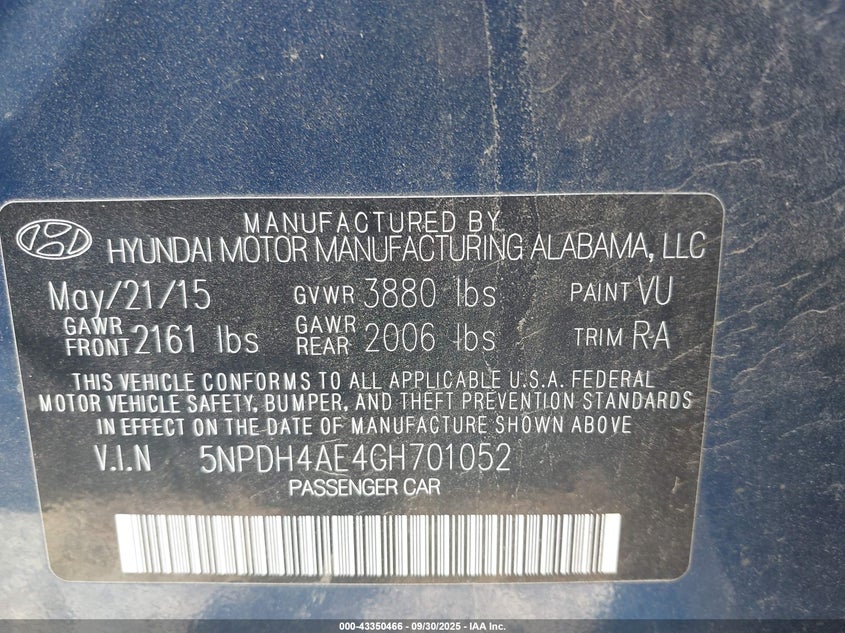 MANUFACTURED BY
HYUNDAI MOTOR MANUFACTURING ALABAMA, LLC
May/21/15 GVWR 3880 lbs PAINT VU
GAWR FRONT 2161 lbs GAWR REAR 2006 lbs TRIM RA
THIS VEHICLE CONFORMS TO ALL APPLICABLE U.S.A. FEDERAL
MOTOR VEHICLE SAFETY, BUMPER, AND THEFT PREVENTION STANDARDS
IN EFFECT ON THE DATE OF MANUFACTURE SHOWN ABOVE
V.I.N 5NPDH4AE4GH701052
PASSENGER CAR
000-43350466 - 09/30/2025 - IAA Inc.